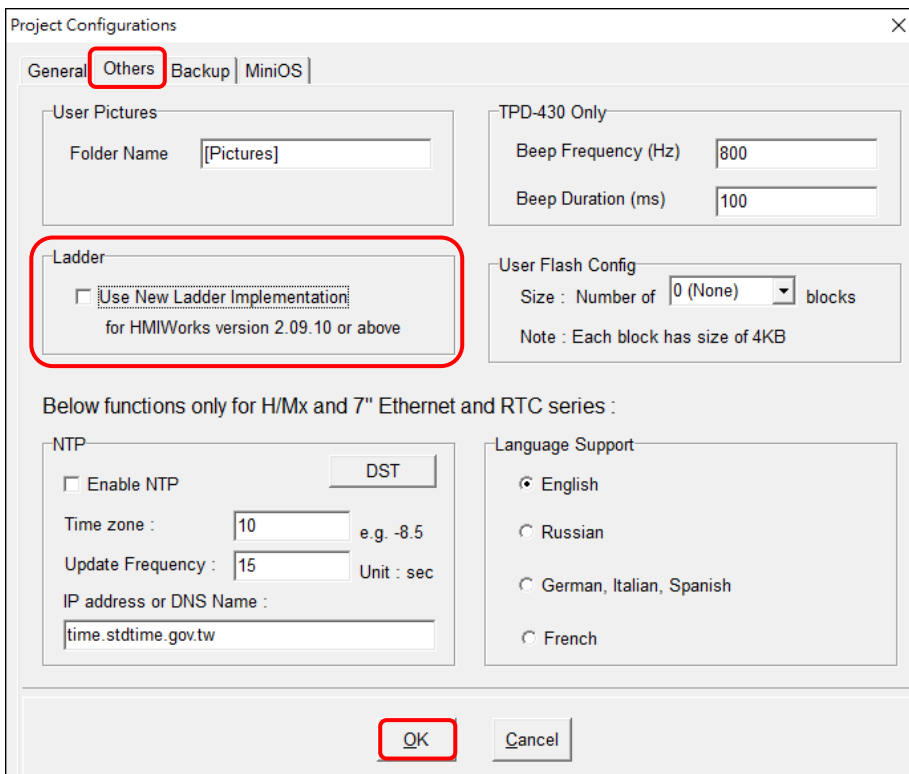 Project Configurations
General Others Backup MiniOS
User Pictures
Folder Name [Pictures]
TPD-430 Only
Beep Frequency (Hz) 800
Beep Duration (ms) 100
Ladder
Use New Ladder Implementation
for HMIWorks version 2.09.10 or above
User Flash Config
Size : Number of 0 (None) blocks
Note : Each block has size of 4KB
Below functions only for H/Mx and 7" Ethernet and RTC series :
NTP
DST
Enable NTP
Time zone : 10 e.g. -8.5
Update Frequency : 15 Unit : sec
IP address or DNS Name :
time.stdtime.gov.tw
Language Support
English
Russian
German, Italian, Spanish
French
OK Cancel